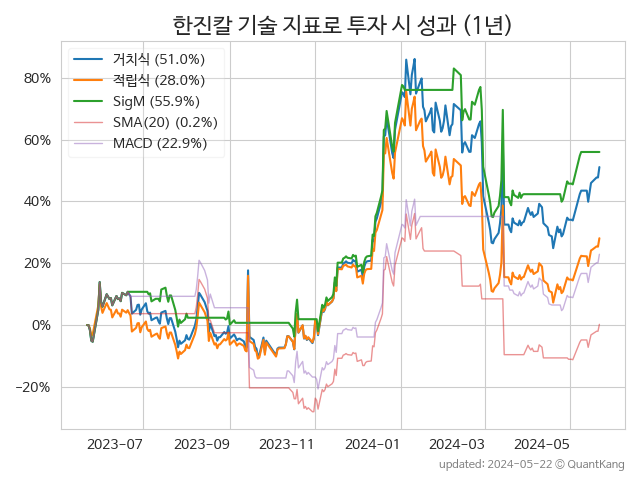 한진칼 기술 지표로 투자 시 성과 (1년)
거치식 (51.0%)
적립식 (28.0%)
SigM (55.9%)
SMA(20) (0.2%)
MACD (22.9%)
80%
60%
40%
20%
0%
−20%
2023−07
2023−09
2023−11
2024−01
2024−03
2024−05
updated: 2024−05−22 © QuantKang